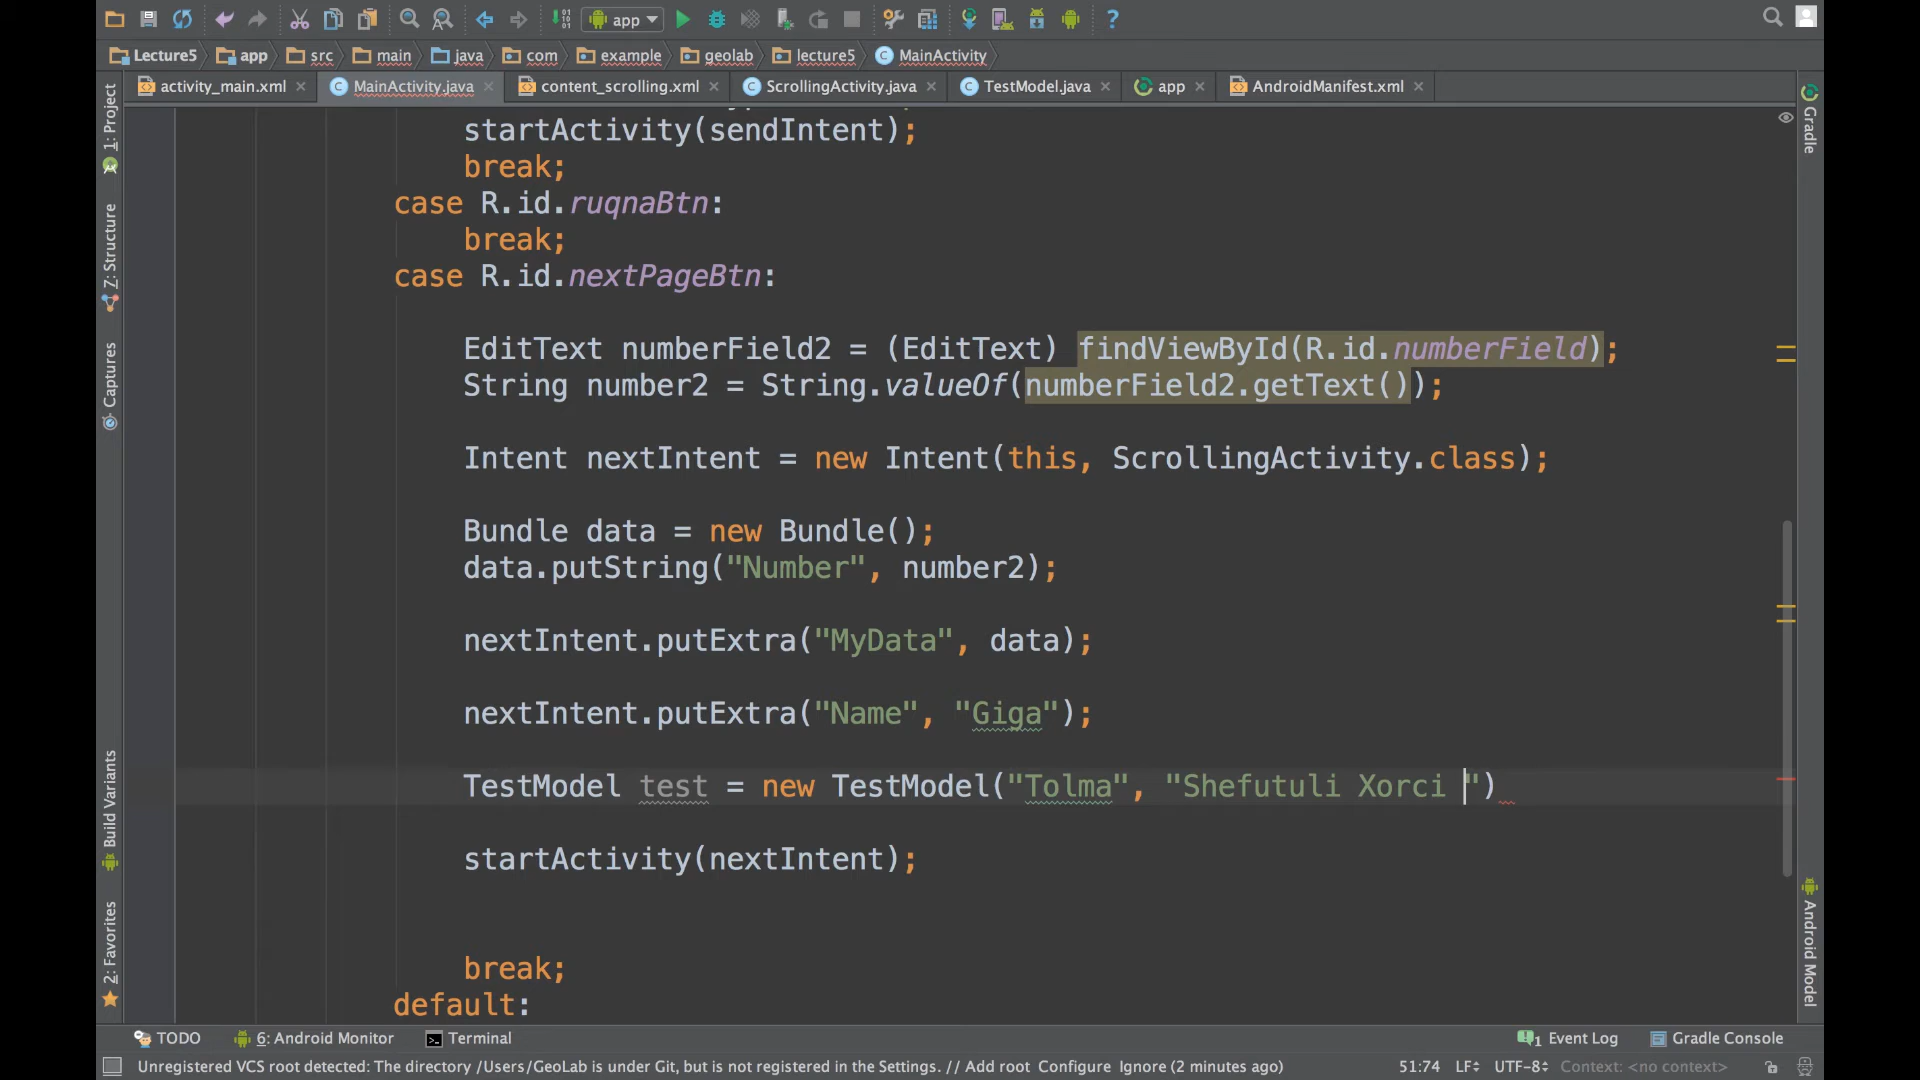 app
Lecture5 app src main java com example geolab lecture5 MainActivity
activity_main.xml MainActivity.java content_scrolling.xml ScrollingActivity.java TestModel.java app AndroidManifest.xml
1: Project
7: Structure
Captures
Build Variants
2: Favorites
startActivity(sendIntent);
break;
case R.id.ruqnaBtn:
break;
case R.id.nextPageBtn:
EditText numberField2 = (EditText) findViewById(R.id.numberField);
String number2 = String.valueOf(numberField2.getText());
Intent nextIntent = new Intent(this, ScrollingActivity.class);
Bundle data = new Bundle();
data.putString("Number", number2);
nextIntent.putExtra("MyData", data);
nextIntent.putExtra("Name", "Giga");
TestModel test = new TestModel("Tolma", "Shefutuli Xorci ")
startActivity(nextIntent);
break;
default:
Gradle
Android Model
TODO 6: Android Monitor Terminal 1 Event Log Gradle Console
Unregistered VCS root detected: The directory /Users/GeoLab is under Git, but is not registered in the Settings. // Add root Configure Ignore (2 minutes ago) 51:74 LF UTF-8 Context: <no context>